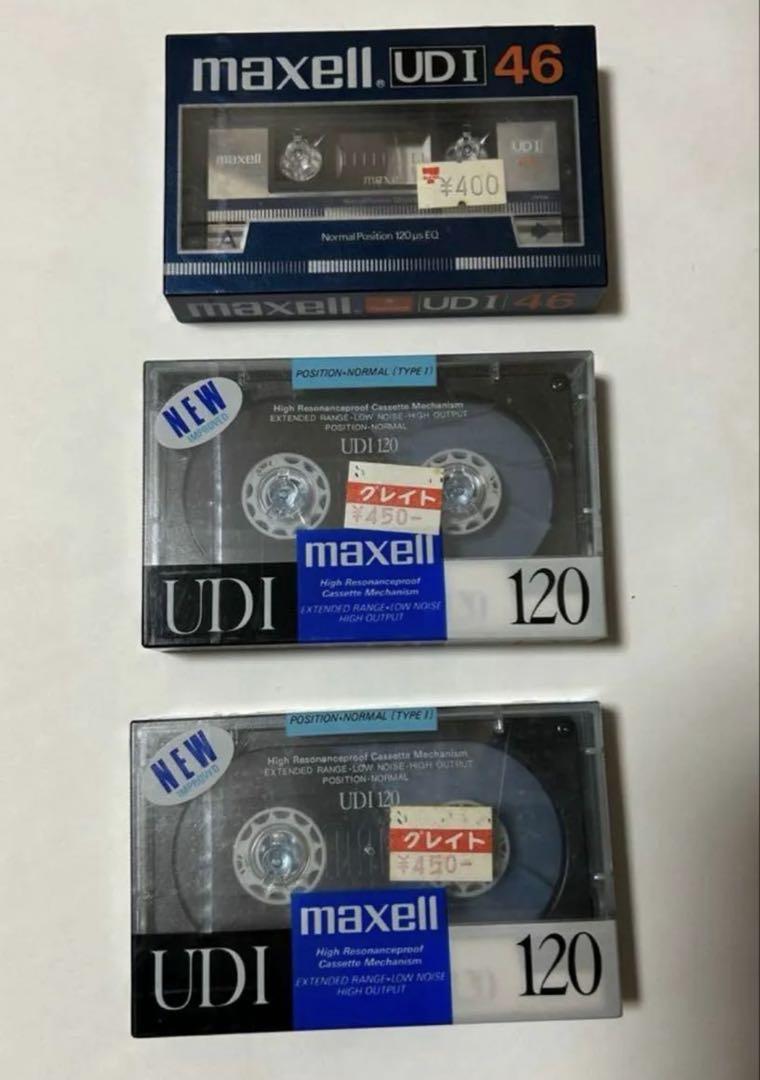 maxell® UD I 46
maxell
UD I
¥400
A
Normal Position 120 µs EQ
maxell. UD I 46
POSITION•NORMAL (TYPE I)
NEW
IMPROVED
High Resonanceproof Cassette Mechanism
EXTENDED RANGE-LOW NOISE-HIGH OUTPUT
POSITION-NORMAL
UDI 120
グレイト
¥450-
maxell
High Resonanceproof
Cassette Mechanism
EXTENDED RANGE•LOW NOISE
HIGH OUTPUT
UDI
120
POSITION•NORMAL (TYPE I)
NEW
IMPROVED
High Resonanceproof Cassette Mechanism
EXTENDED RANGE-LOW NOISE-HIGH OUTPUT
POSITION-NORMAL
UDI 120
グレイト
¥450-
maxell
High Resonanceproof
Cassette Mechanism
EXTENDED RANGE•LOW NOISE
HIGH OUTPUT
UDI
120